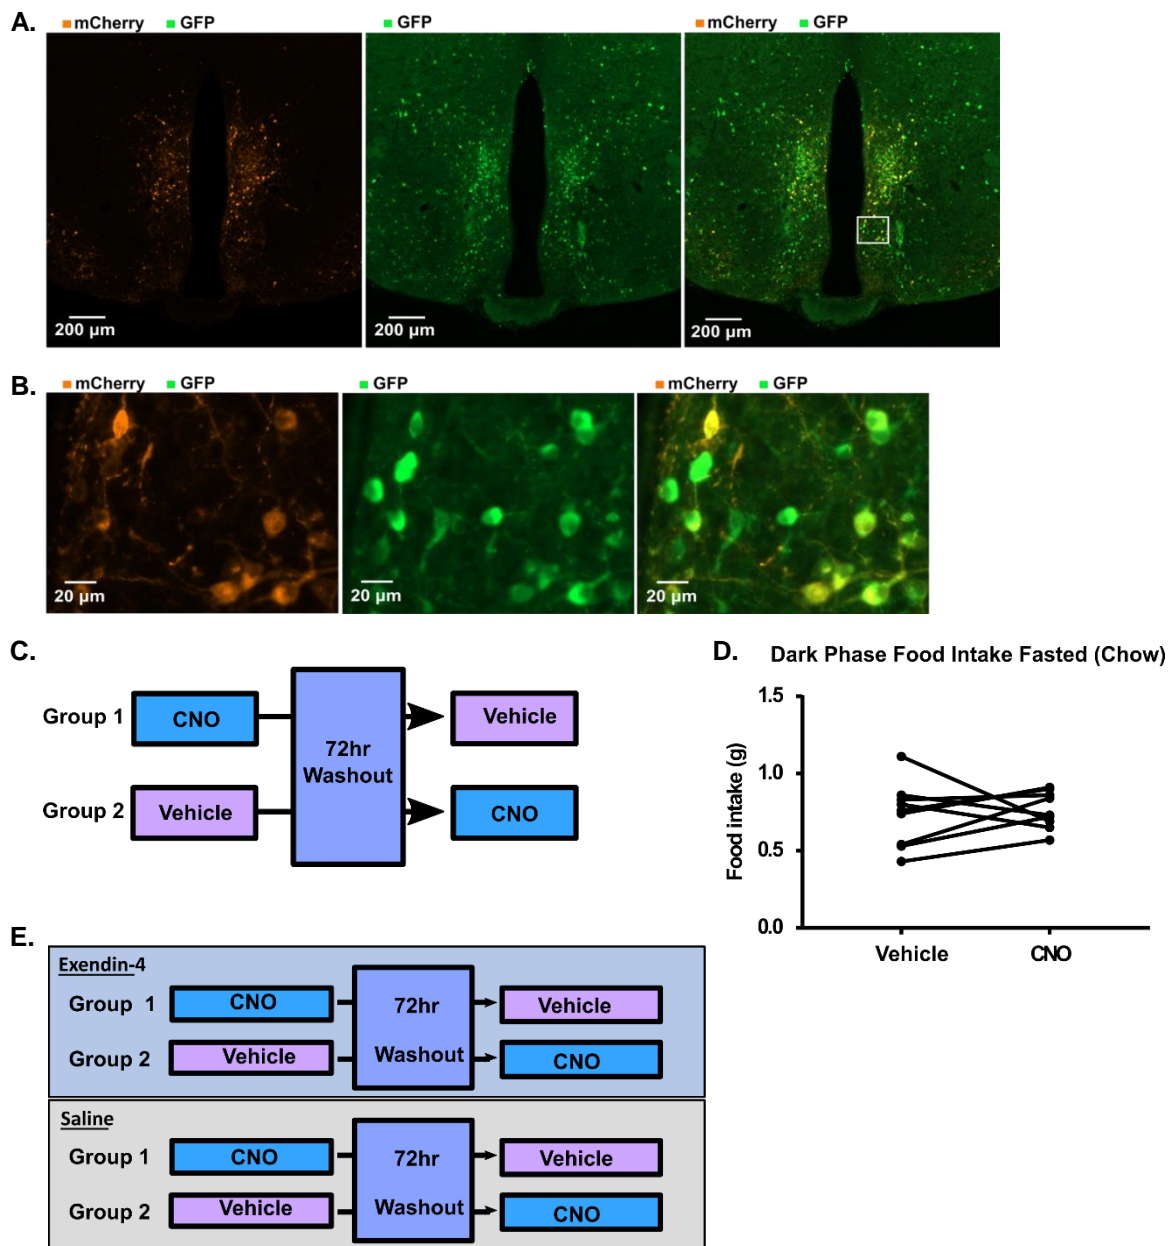 A.
mCherry GFP
GFP
mCherry GFP
200 µm
200 µm
200 µm
B.
mCherry GFP
GFP
mCherry GFP
20 µm
20 µm
20 µm
C.
Group 1
CNO
72hr
Washout
Vehicle
Group 2
Vehicle
CNO
D.
Dark Phase Food Intake Fasted (Chow)
Food intake (g)
1.5
1.0
0.5
0.0
Vehicle
CNO
E.
Exendin-4
Group 1
CNO
72hr
Washout
Vehicle
Group 2
Vehicle
CNO
Saline
Group 1
CNO
72hr
Washout
Vehicle
Group 2
Vehicle
CNO